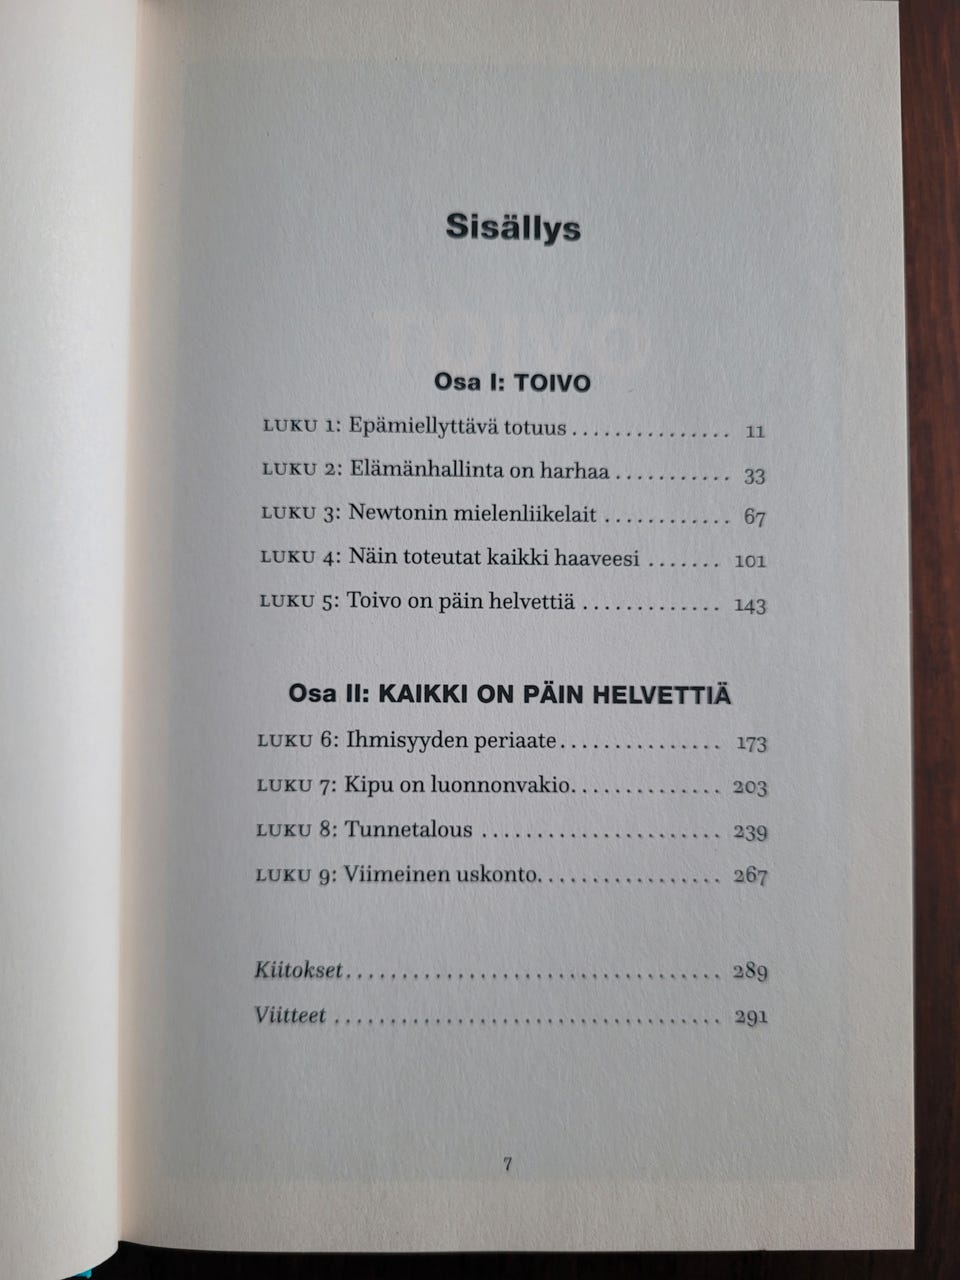 Sisällys
Osa I: TOIVO
LUKU 1: Epämiellyttävä totuus ............... 11
LUKU 2: Elämänhallinta on harhaa ........... 33
LUKU 3: Newtonin mielenliikelait ............ 67
LUKU 4: Näin toteutat kaikki haaveesi ....... 101
LUKU 5: Toivo on päin helvettiä ............. 143
Osa II: KAIKKI ON PÄIN HELVETTIÄ
LUKU 6: Ihmisyyden periaate ............... 173
LUKU 7: Kipu on luonnonvakio .............. 203
LUKU 8: Tunnetalous ...................... 239
LUKU 9: Viimeinen uskonto ................. 267
Kiitokset .................................. 289
Viitteet ................................... 291
7